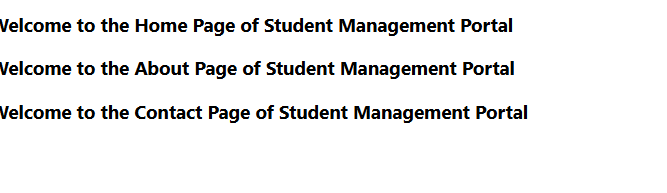 Welcome to the Home Page of Student Management Portal
Welcome to the About Page of Student Management Portal
Welcome to the Contact Page of Student Management Portal